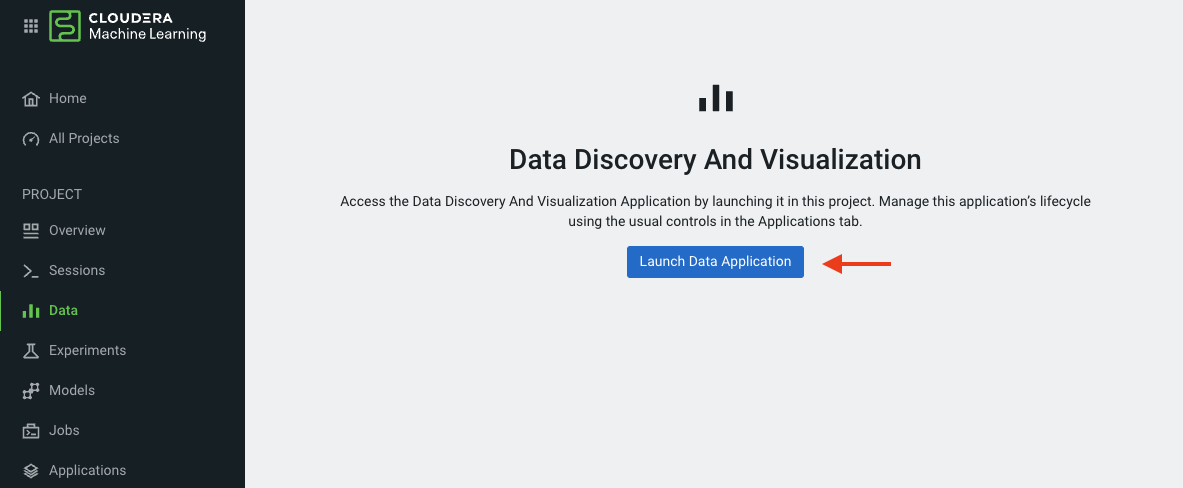 CLOUDERA
Machine Learning
Home
All Projects
PROJECT
Overview
Sessions
Data
Experiments
Models
Jobs
Applications
Data Discovery And Visualization
Access the Data Discovery And Visualization Application by launching it in this project. Manage this application's lifecycle
using the usual controls in the Applications tab.
Launch Data Application